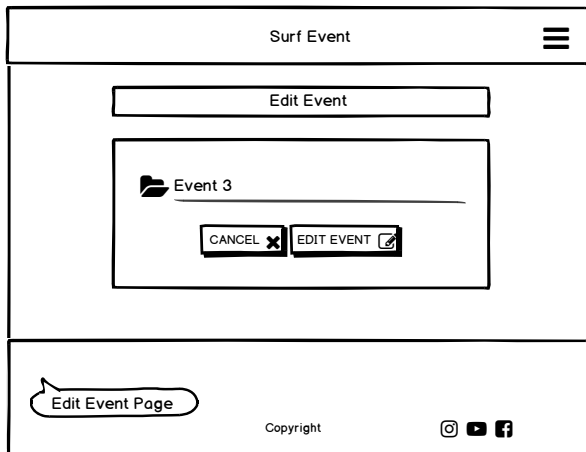 Surf Event
Edit Event
Event 3
CANCEL EDIT EVENT
Edit Event Page
Copyright